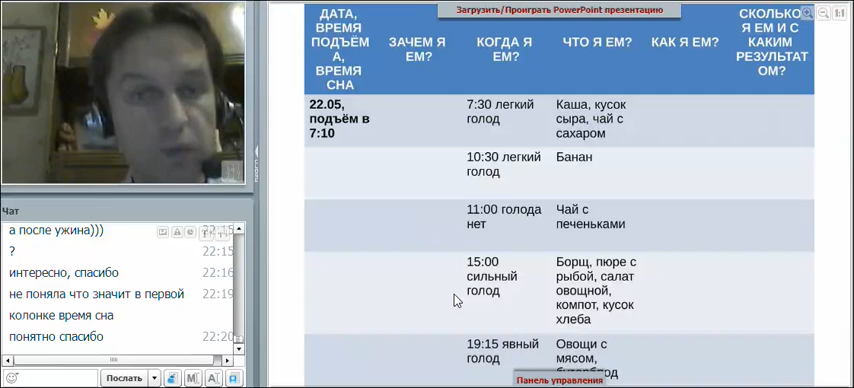 Загрузить/Проиграть PowerPoint презентацию
1:1
ДАТА,
ВРЕМЯ
ПОДЪЁМ
А,
ВРЕМЯ
СНА
ЗАЧЕМ Я
ЕМ?
КОГДА Я
ЕМ?
ЧТО Я ЕМ?
КАК Я ЕМ?
СКОЛЬКО
Я ЕМ И С
КАКИМ
РЕЗУЛЬТАТ
ОМ?
22.05,
подъём в
7:10
7:30 легкий
голод
Каша, кусок
сыра, чай с
сахаром
10:30 легкий
голод
Банан
11:00 голода
нет
Чай с
печеньками
15:00
сильный
голод
Борщ, пюре с
рыбой, салат
овощной,
компот, кусок
хлеба
19:15 явный
голод
Овощи с
мясом,
бутерброд
Панель управления
Чат
а после ужина))) 22:15
? 22:15
интересно, спасибо 22:16
не поняла что значит в первой 22:19
колонке время сна
понятно спасибо 22:20
Послать